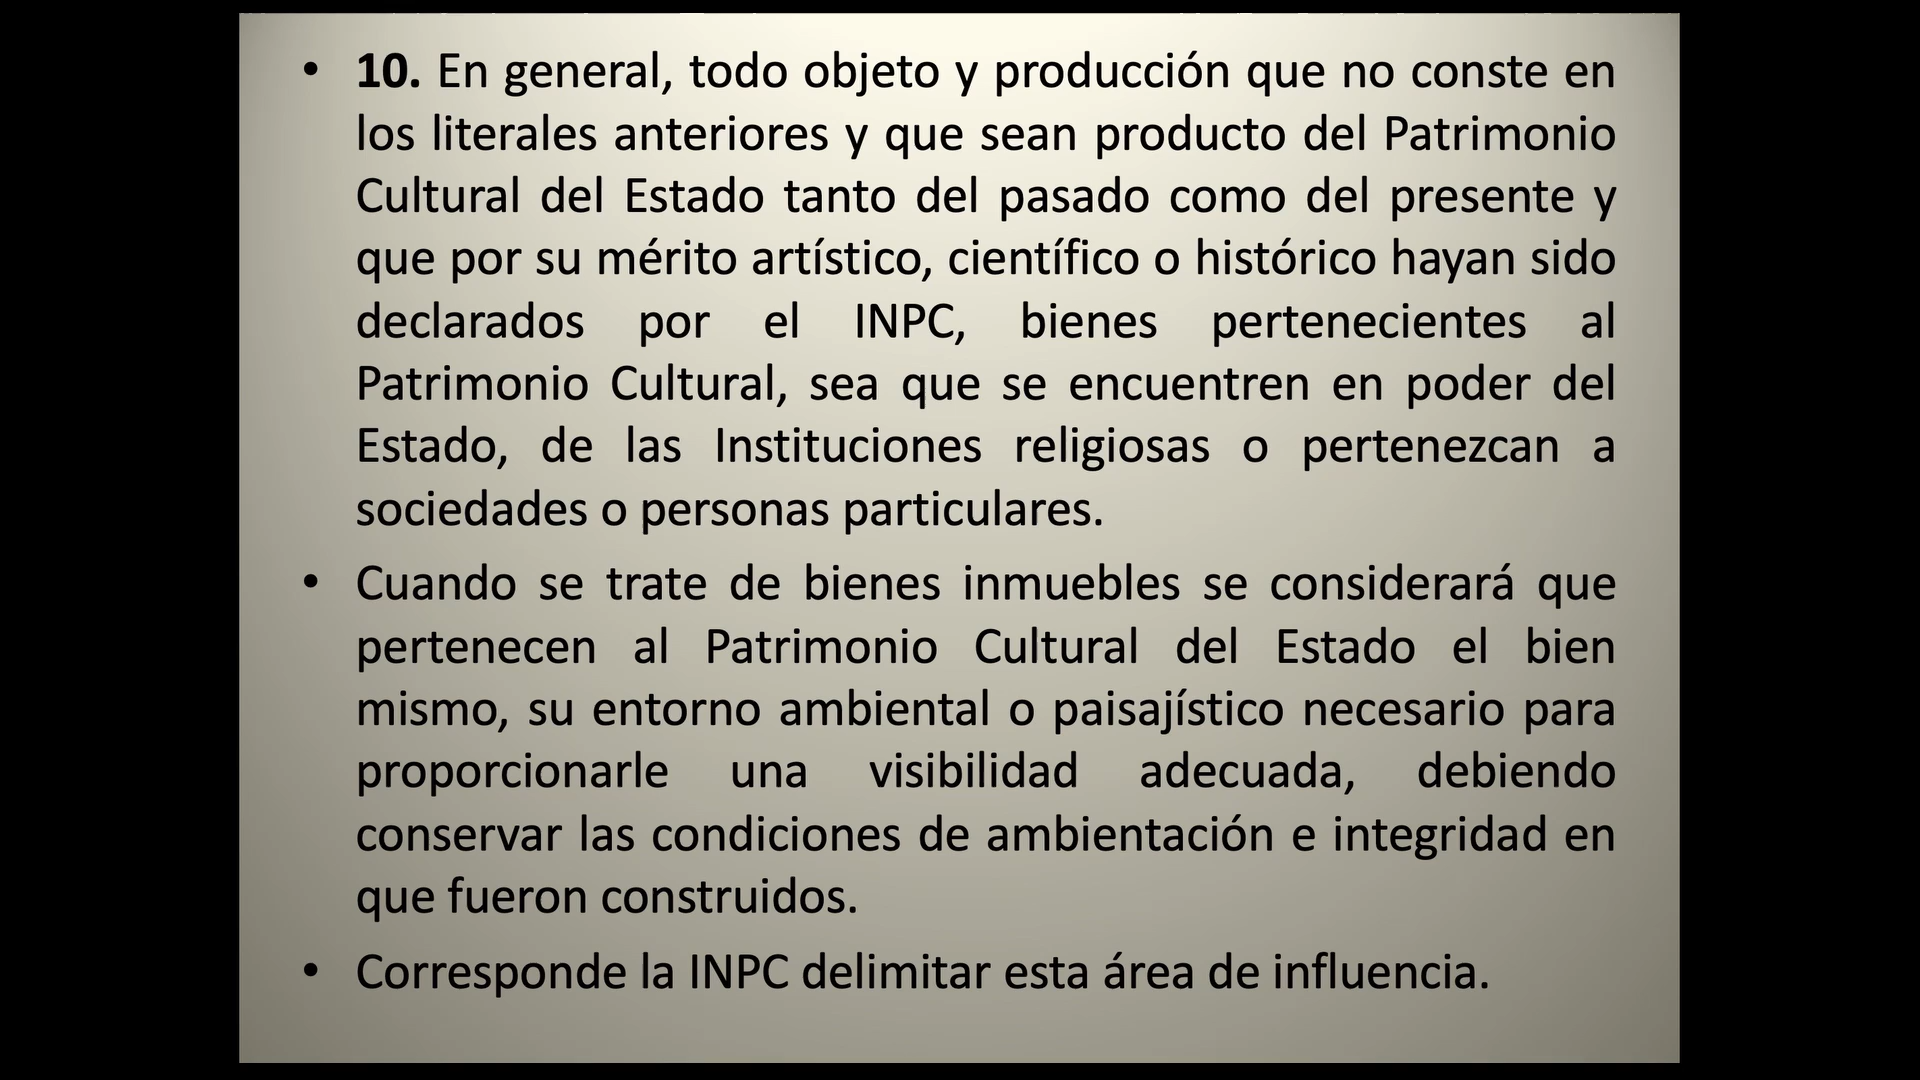 • 10. En general, todo objeto y producción que no conste en
los literales anteriores y que sean producto del Patrimonio
Cultural del Estado tanto del pasado como del presente y
que por su mérito artístico, científico o histórico hayan sido
declarados por el INPC, bienes pertenecientes al
Patrimonio Cultural, sea que se encuentren en poder del
Estado, de las Instituciones religiosas o pertenezcan a
sociedades o personas particulares.
• Cuando se trate de bienes inmuebles se considerará que
pertenecen al Patrimonio Cultural del Estado el bien
mismo, su entorno ambiental o paisajístico necesario para
proporcionarle una visibilidad adecuada, debiendo
conservar las condiciones de ambientación e integridad en
que fueron construidos.
• Corresponde la INPC delimitar esta área de influencia.